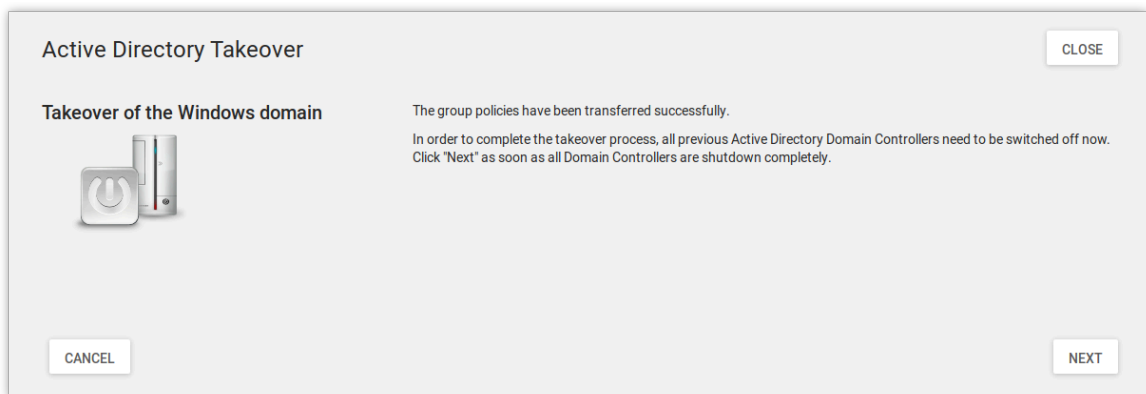 Active Directory Takeover
CLOSE
Takeover of the Windows domain
The group policies have been transferred successfully.
In order to complete the takeover process, all previous Active Directory Domain Controllers need to be switched off now.
Click "Next" as soon as all Domain Controllers are shutdown completely.
CANCEL
NEXT